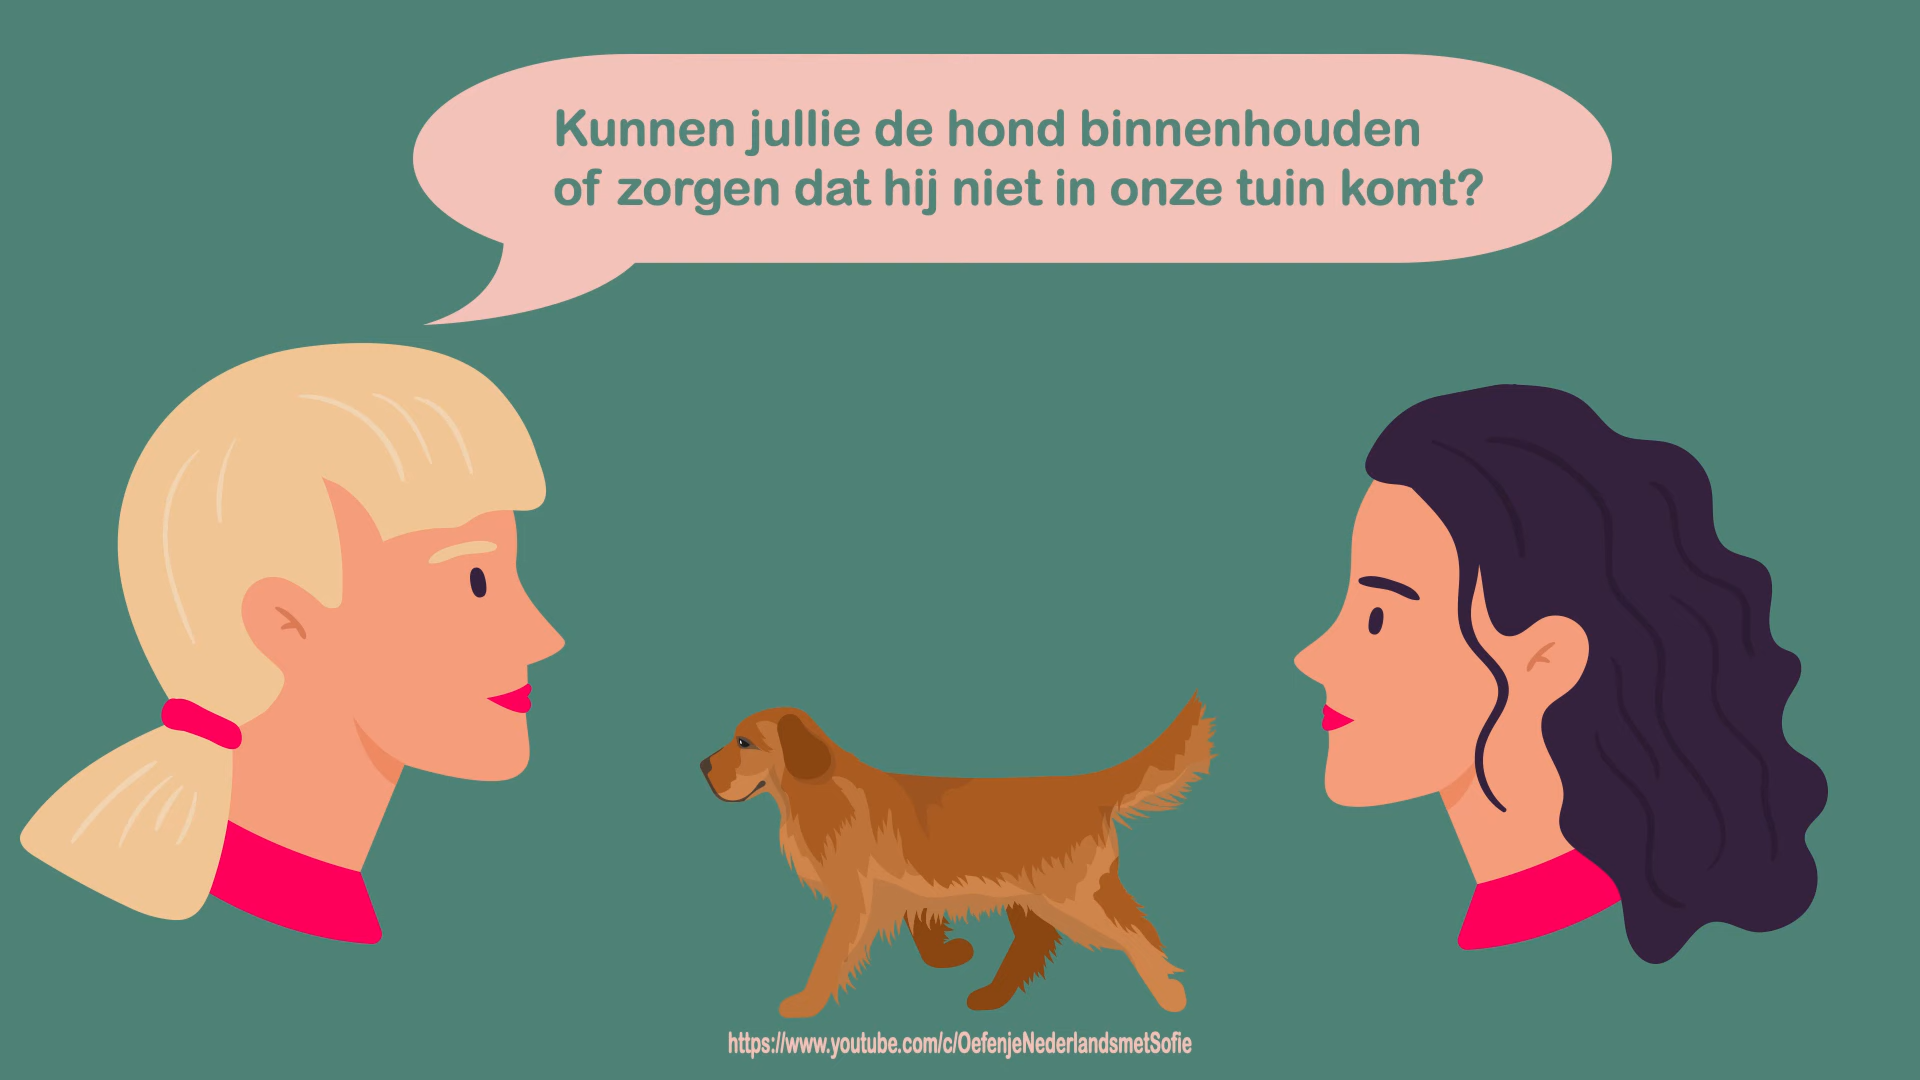 Kunnen jullie de hond binnenhouden
of zorgen dat hij niet in onze tuin komt?
https://www.youtube.com/c/OefenjeNederlandsmetSofie